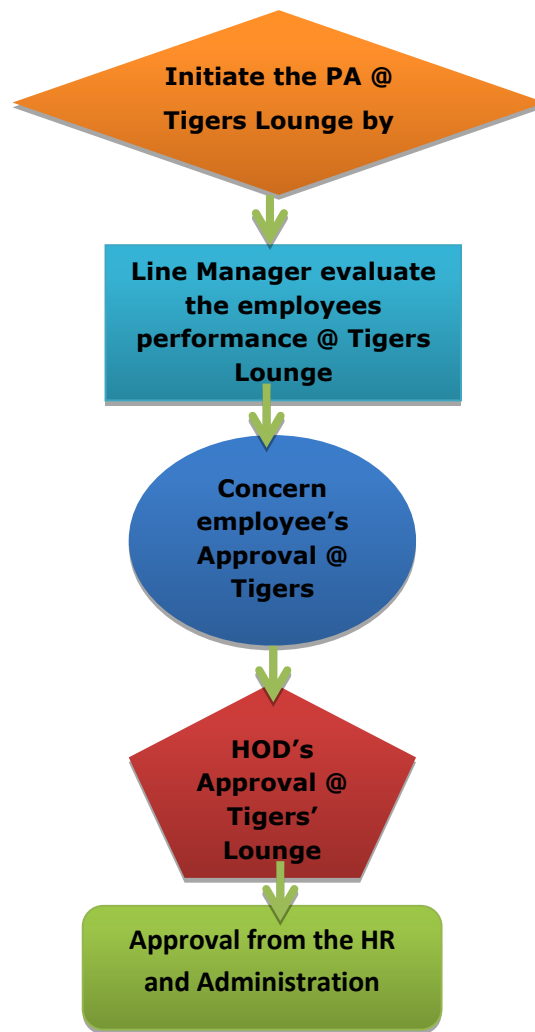 Initiate the PA @
Tigers Lounge by
Line Manager evaluate
the employees
performance @ Tigers
Lounge
Concern
employee’s
Approval @
Tigers
HOD’s
Approval @
Tigers’
Lounge
Approval from the HR
and Administration